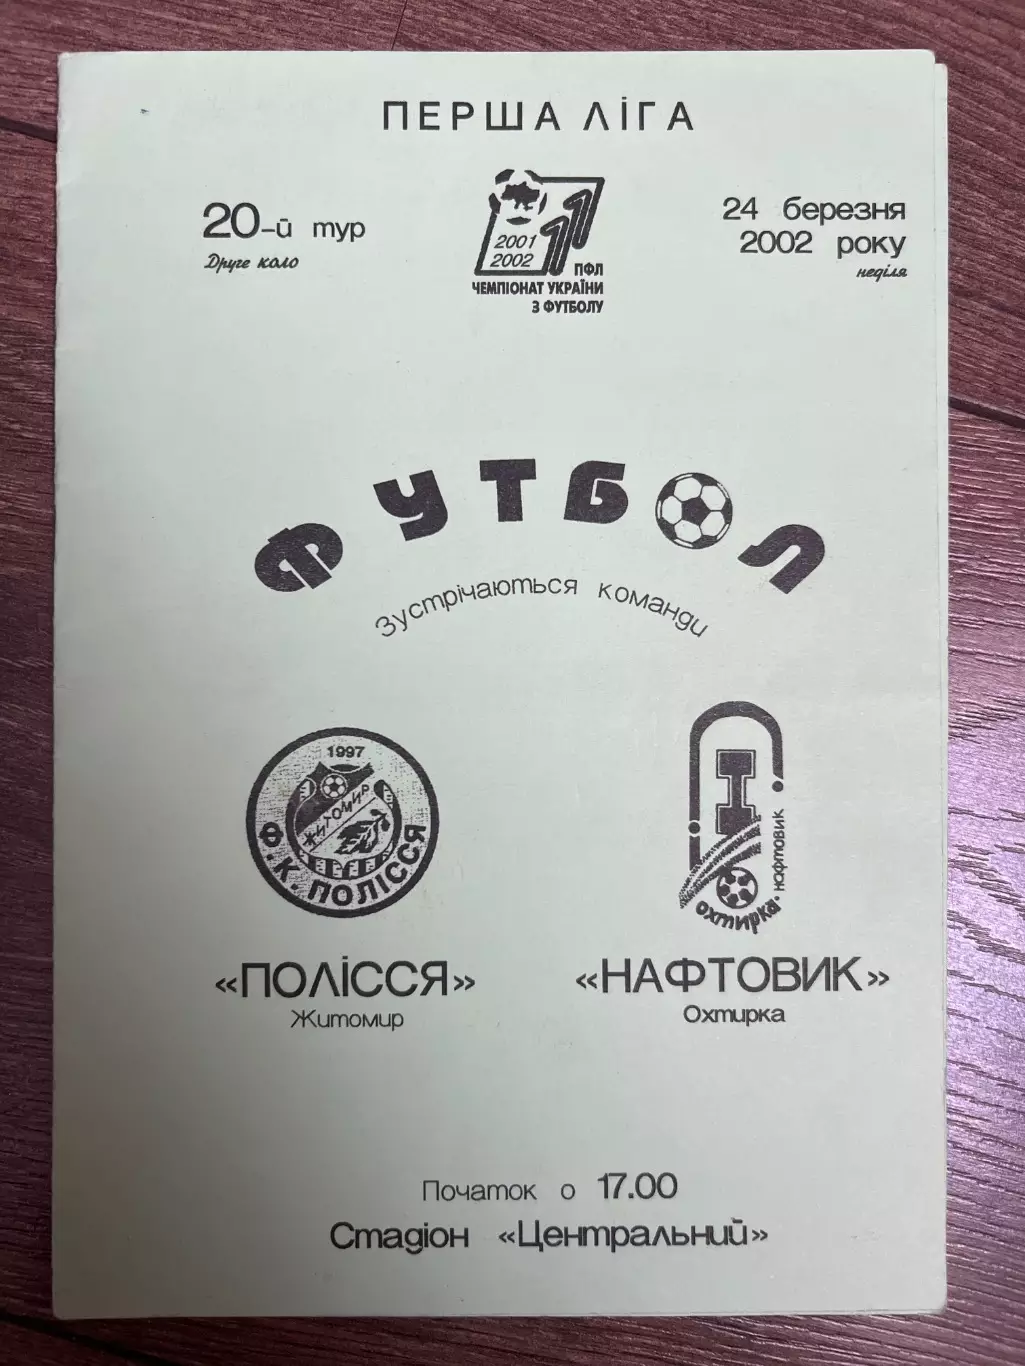 ПЕРША ЛІГА
20-й тур
Друге коло
2001
2002
ПФЛ
ЧЕМПІОНАТ УКРАЇНИ
З ФУТБОЛУ
24 березня
2002 року
неділя
ФУТБОЛ
Зустрічаються команди
1997
ЖИТОМИР
Ф.К. ПОЛІССЯ
нафтовик
охтирка
«ПОЛІССЯ»
Житомир
«НАФТОВИК»
Охтирка
Початок о 17.00
Стадіон «Центральний»